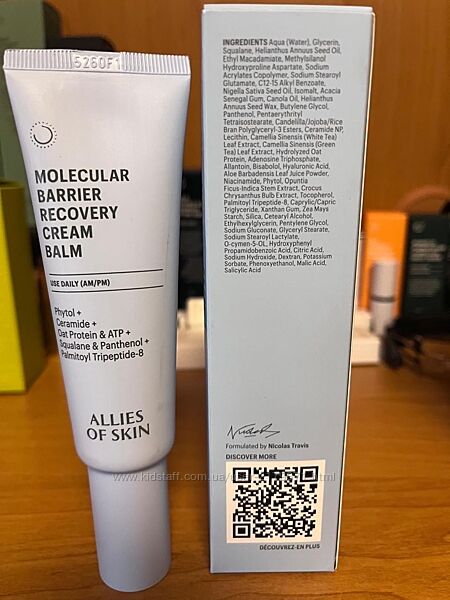 5260F1
MOLECULAR
BARRIER
RECOVERY
CREAM
BALM
USE DAILY (AM/PM)
Phytol +
Ceramide +
Oat Protein & ATP +
Squalane & Panthenol +
Palmitoyl Tripeptide-8
ALLIES
OF SKIN
INGREDIENTS Aqua (Water), Glycerin,
Squalane, Helianthus Annuus Seed Oil,
Ethyl Macadamiate, Methylsilanol
Hydroxyproline Aspartate, Sodium
Acrylates Copolymer, Sodium Stearoyl
Glutamate, C12-15 Alkyl Benzoate,
Nigella Sativa Seed Oil, Isomalt, Acacia
Senegal Gum, Canola Oil, Helianthus
Annuus Seed Wax, Butylene Glycol,
Panthenol, Pentaerythrityl
Tetraisostearate, Candelilla/Jojoba/Rice
Bran Polyglyceryl-3 Esters, Ceramide NP,
Lecithin, Camellia Sinensis (White Tea)
Leaf Extract, Camellia Sinensis (Green
Tea) Leaf Extract, Hydrolyzed Oat
Protein, Adenosine Triphosphate,
Allantoin, Bisabolol, Hyaluronic Acid,
Aloe Barbadensis Leaf Juice Powder,
Niacinamide, Phytol, Opuntia
Ficus-Indica Stem Extract, Crocus
Chrysanthus Bulb Extract, Tocopherol,
Palmitoyl Tripeptide-8, Caprylic/Capric
Triglyceride, Xanthan Gum, Zea Mays
Starch, Silica, Cetearyl Alcohol,
Ethylhexylglycerin, Pentylene Glycol,
Sodium Gluconate, Glyceryl Stearate,
Sodium Stearoyl Lactylate,
O-cymen-5-OL, Hydroxyphenyl
Propamidobenzoic Acid, Citric Acid,
Sodium Hydroxide, Dextran, Potassium
Sorbate, Phenoxyethanol, Malic Acid,
Salicylic Acid
Formulated by Nicolas Travis
DISCOVER MORE
DÉCOUVREZ-EN PLUS